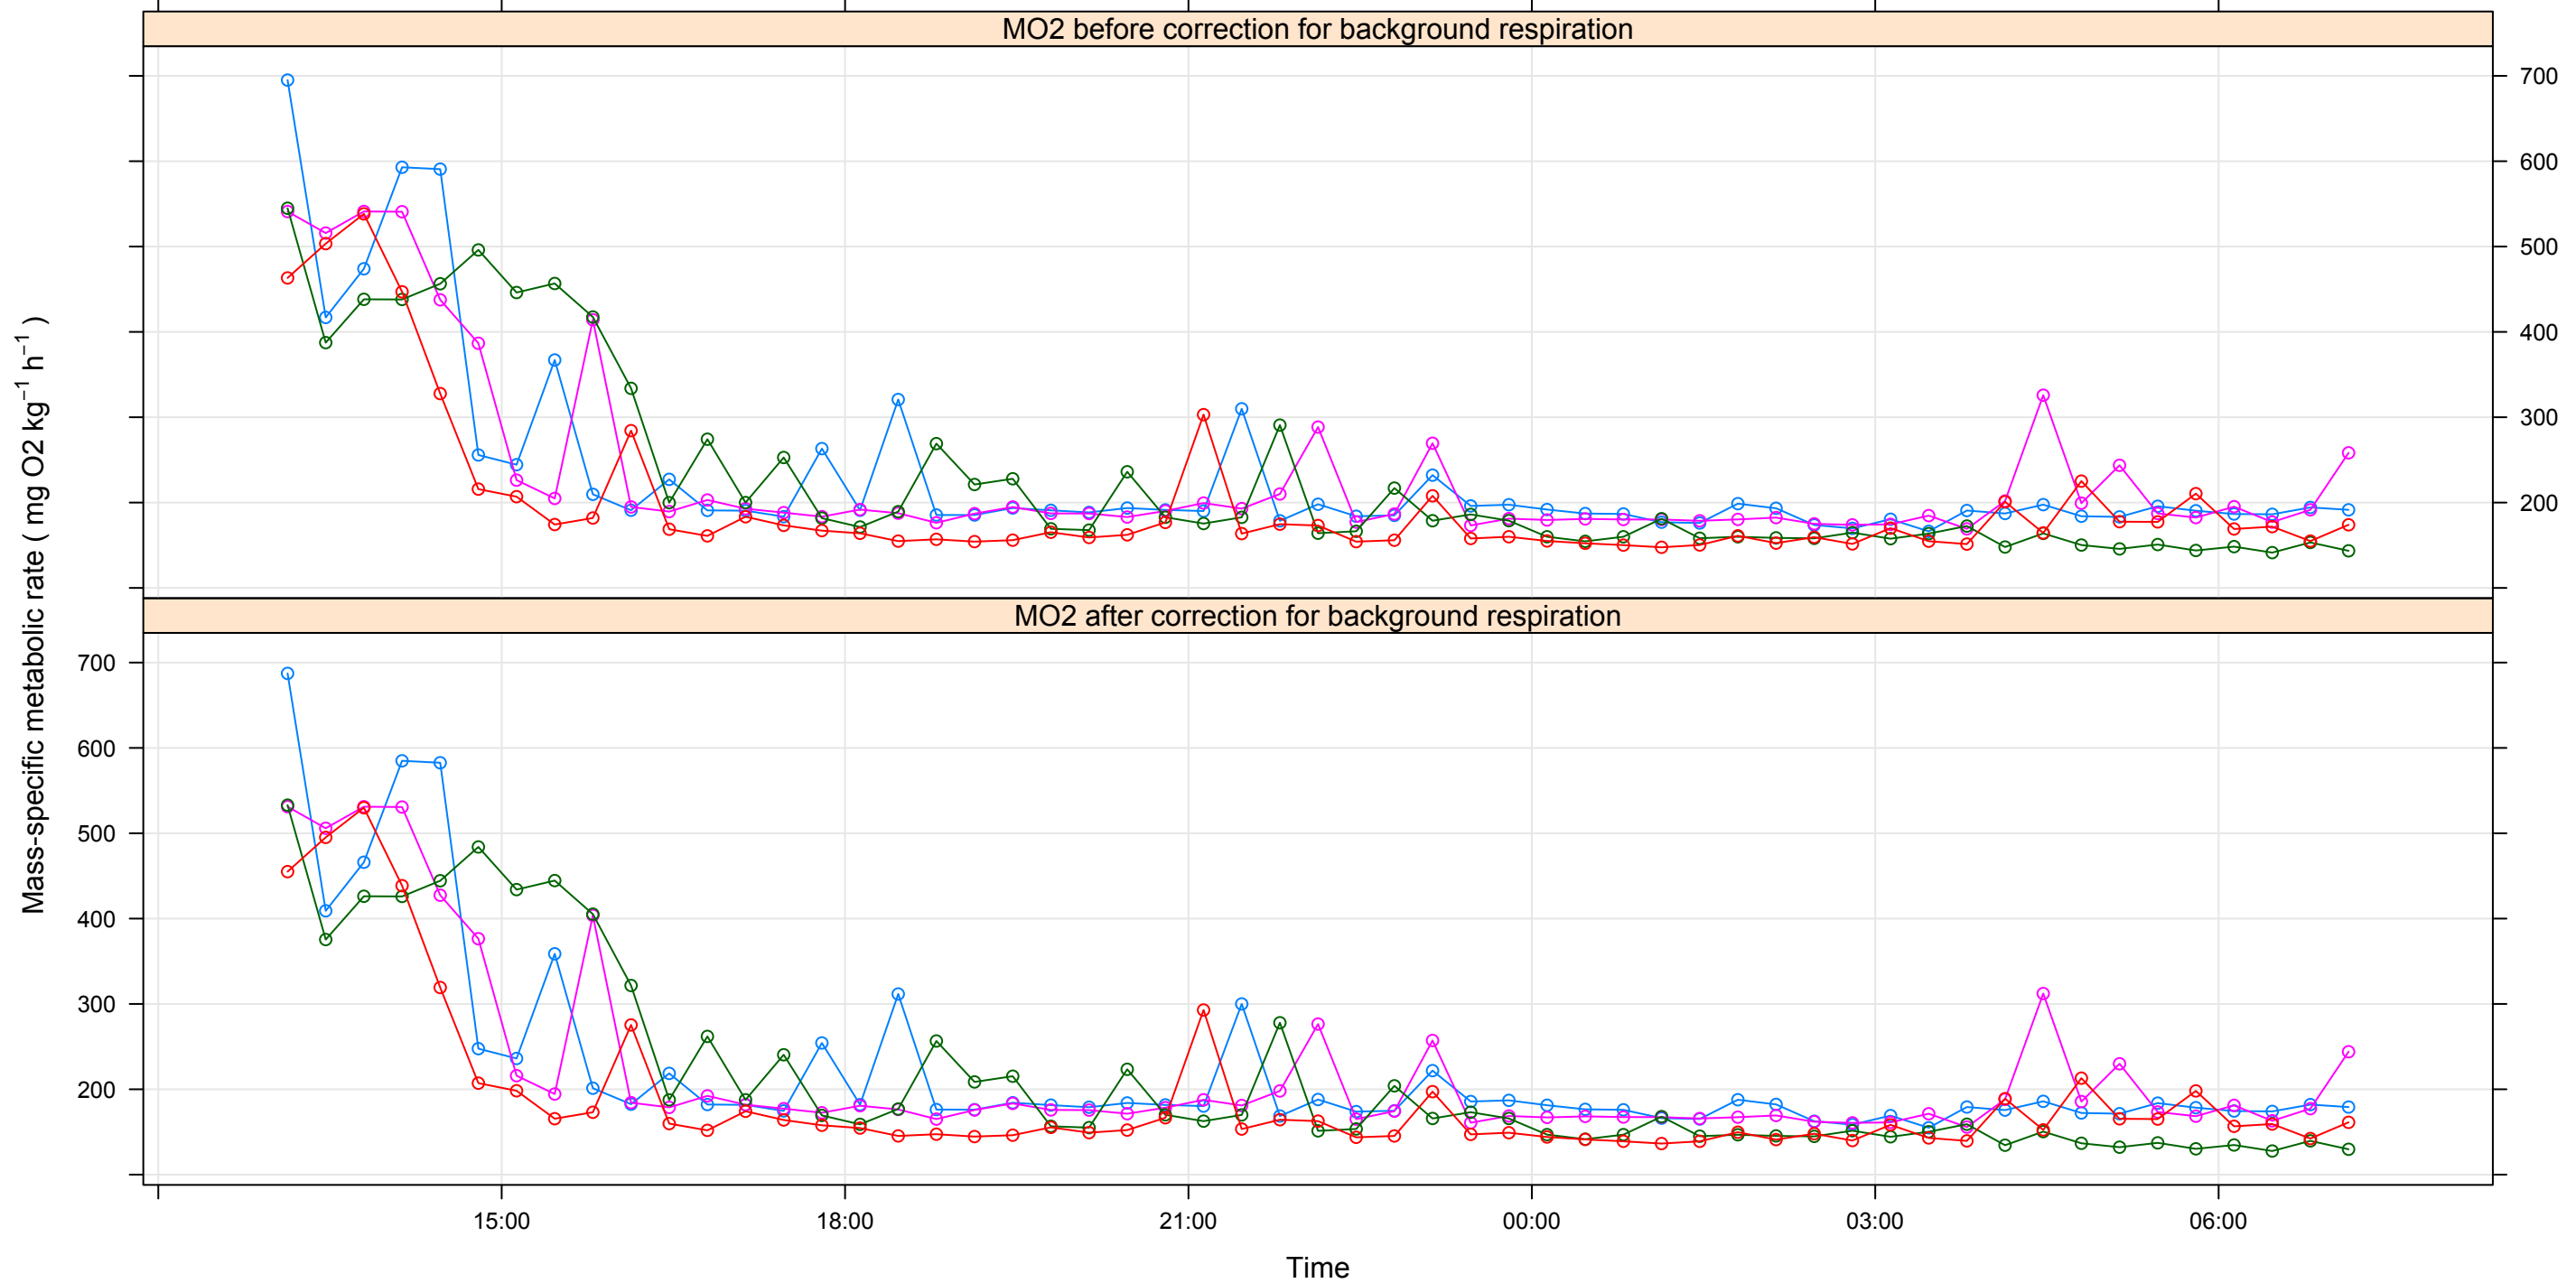 MO2 before correction for background respiration
700
600
500
400
300
200
MO2 after correction for background respiration
700
600
500
400
300
200
Mass-specific metabolic rate ( mg O2 kg⁻¹ h⁻¹ )
15:00 18:00 21:00 00:00 03:00 06:00
Time